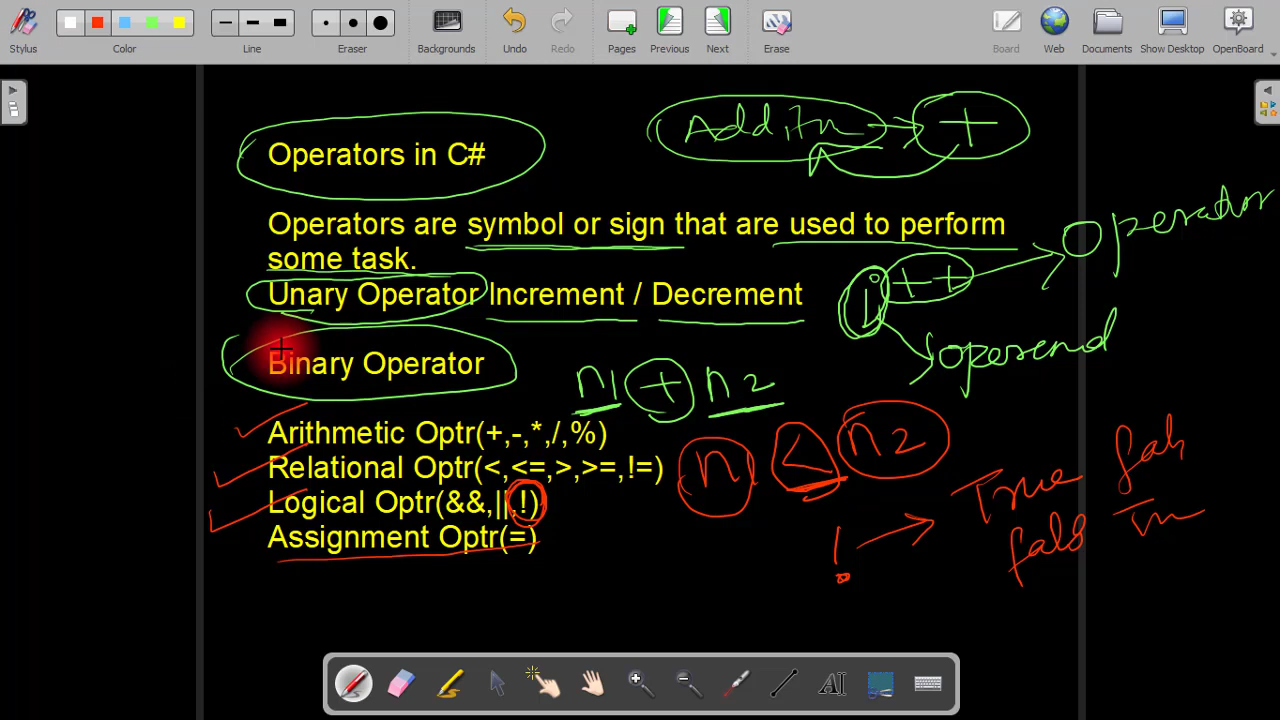 Stylus Color Line Eraser Backgrounds Undo Redo Pages Previous Next Erase Board Web Documents Show Desktop OpenBoard
Operators in C#
Addition +
Operators are symbol or sign that are used to perform
some task.
operator
Unary Operator Increment / Decrement
i ++
operend
Binary Operator
n1 + n2
Arithmetic Optr(+,-,*,/,%)
Relational Optr(<,<=,>,>=,!=)
n1 < n2
Logical Optr(&&,||,!)
True
Assignment Optr(=)
!